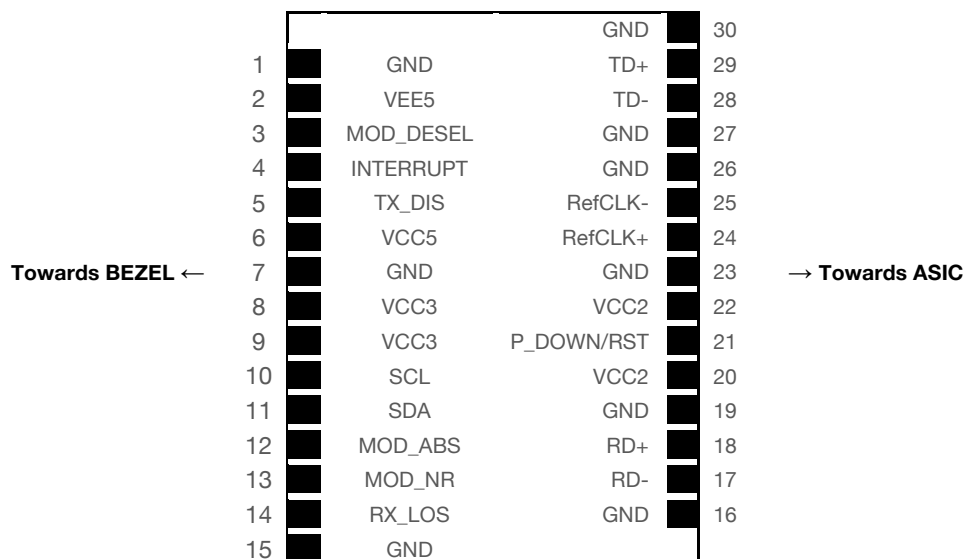 GND 30
1 GND TD+ 29
2 VEE5 TD- 28
3 MOD_DESEL GND 27
4 INTERRUPT GND 26
5 TX_DIS RefCLK- 25
6 VCC5 RefCLK+ 24
Towards BEZEL ← 7 GND GND 23 → Towards ASIC
8 VCC3 VCC2 22
9 VCC3 P_DOWN/RST 21
10 SCL VCC2 20
11 SDA GND 19
12 MOD_ABS RD+ 18
13 MOD_NR RD- 17
14 RX_LOS GND 16
15 GND